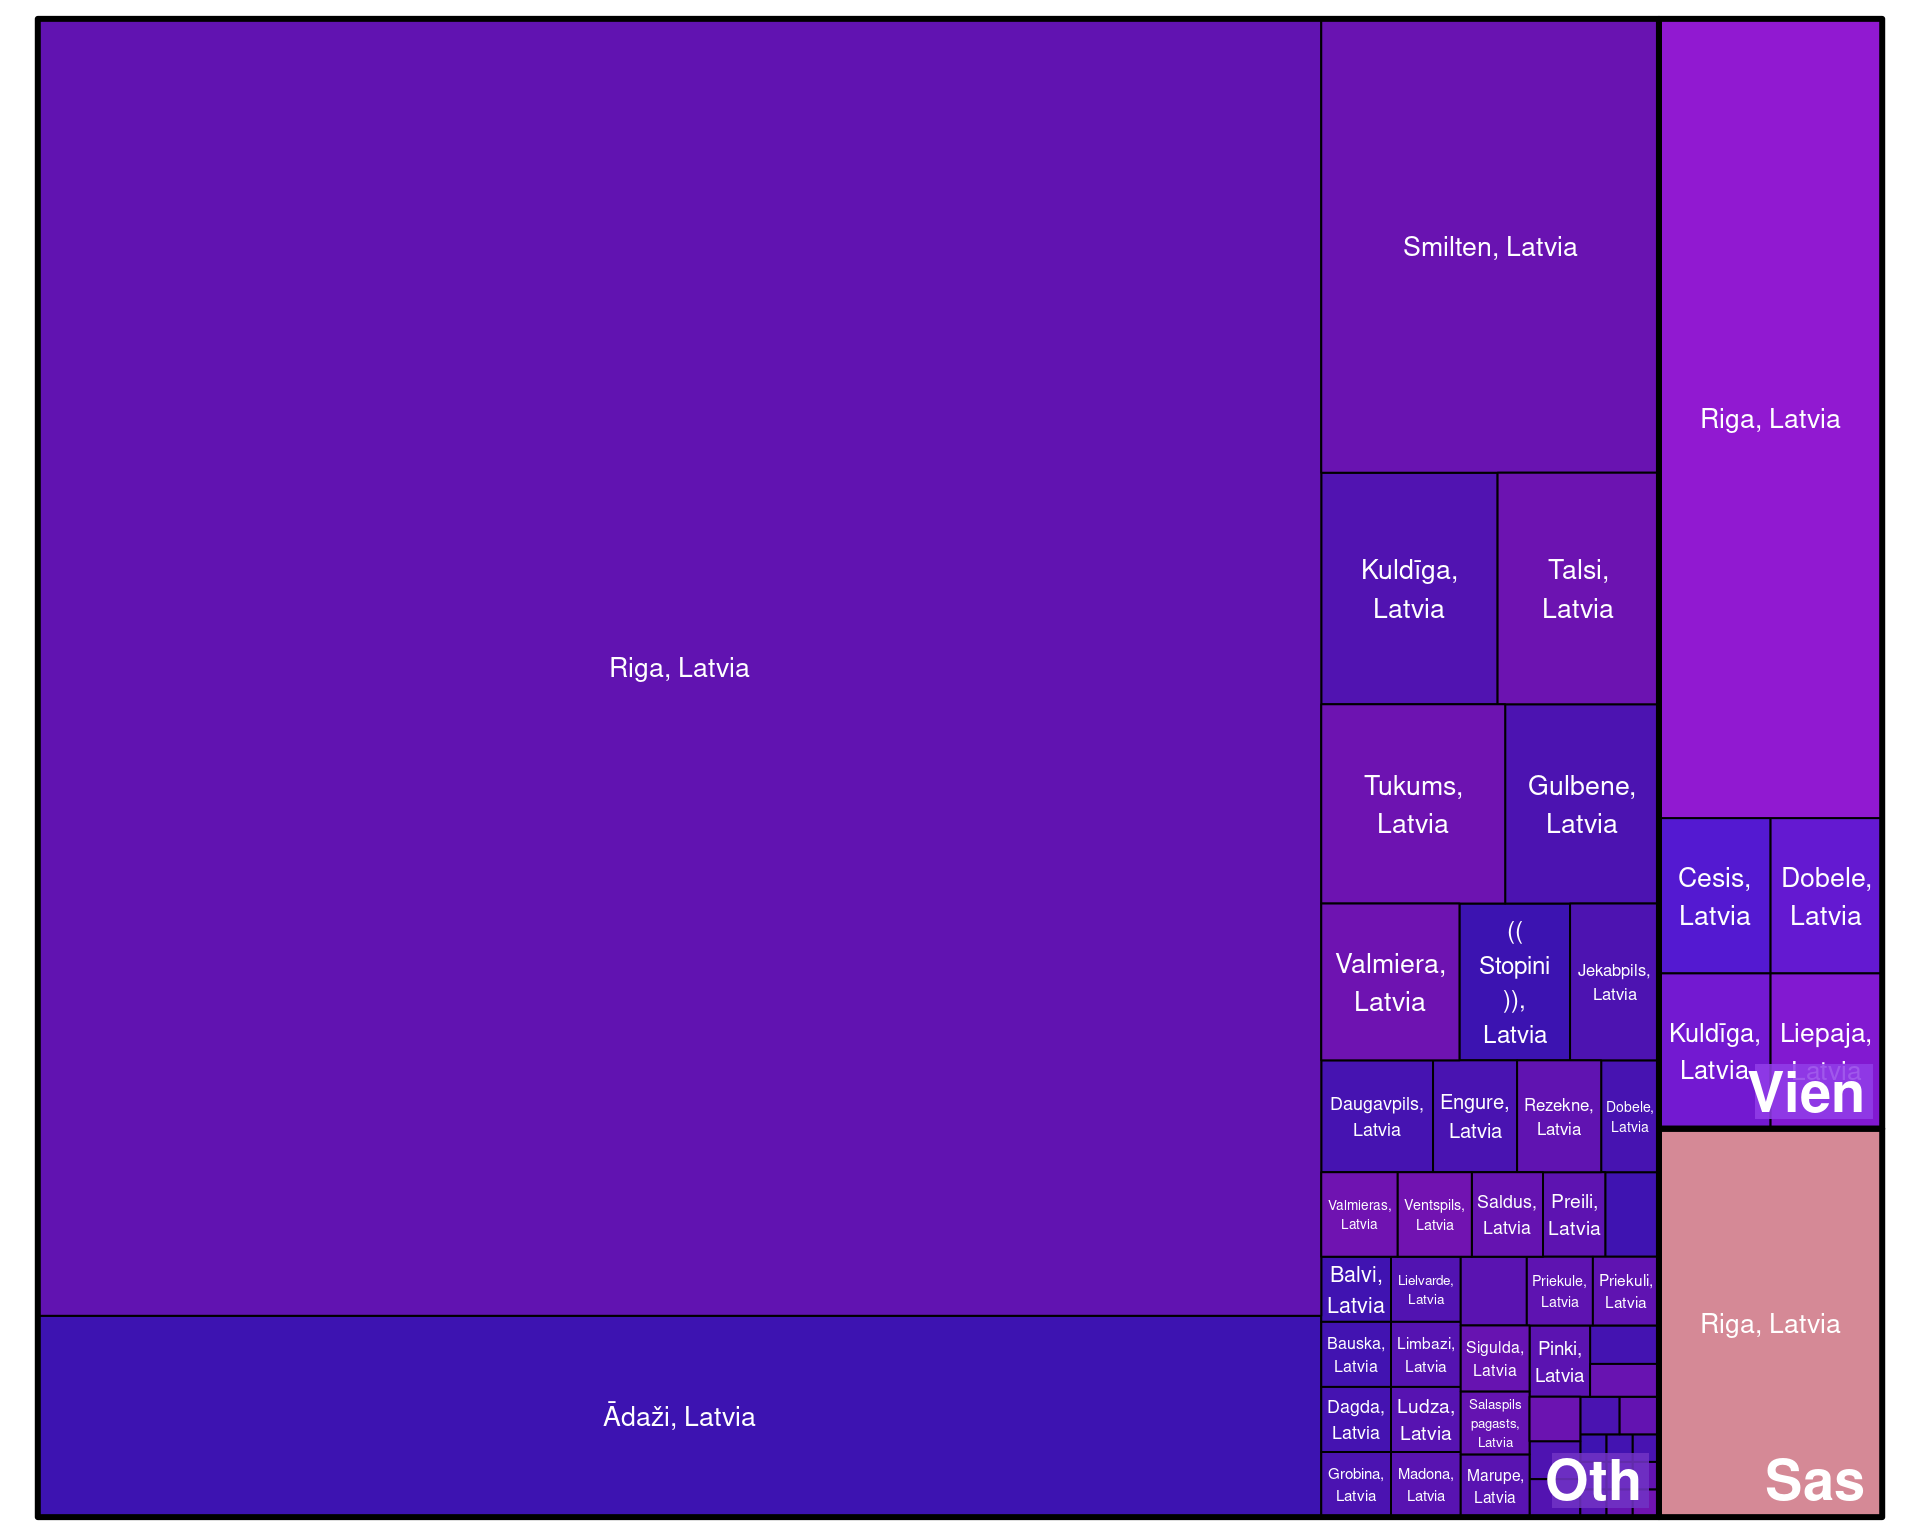 Riga, Latvia
Ādaži, Latvia
Smilten, Latvia
Kuldīga,
Latvia
Talsi,
Latvia
Tukums,
Latvia
Gulbene,
Latvia
Valmiera,
Latvia
((
Stopini
)),
Latvia
Jekabpils,
Latvia
Daugavpils,
Latvia
Engure,
Latvia
Rezekne,
Latvia
Dobele,
Latvia
Valmieras,
Latvia
Ventspils,
Latvia
Saldus,
Latvia
Preili,
Latvia
Balvi,
Latvia
Lielvarde,
Latvia
Priekule,
Latvia
Priekuli,
Latvia
Bauska,
Latvia
Limbazi,
Latvia
Sigulda,
Latvia
Pinki,
Latvia
Dagda,
Latvia
Ludza,
Latvia
Salaspils
pagasts,
Latvia
Grobina,
Latvia
Madona,
Latvia
Marupe,
Latvia
Oth
Riga, Latvia
Cesis,
Latvia
Dobele,
Latvia
Kuldīga,
Latvia
Liepaja,
Latvia
Vien
Riga, Latvia
Sas